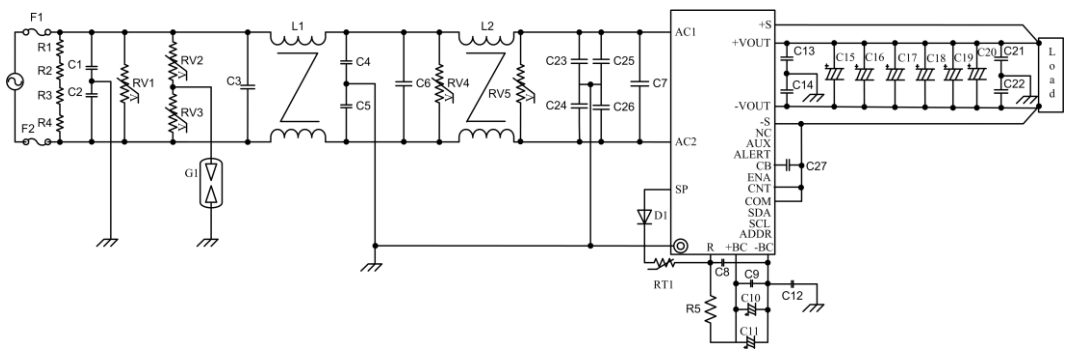 F1
R1
R2
R3
R4
F2
C1
C2
RV1
RV2
RV3
G1
C3
L1
C4
C5
C6
RV4
L2
RV5
C23
C25
C24
C26
C7
AC1
AC2
SP
D1
RT1
R
+BC
-BC
+S
+VOUT
-VOUT
-S
NC
AUX
ALERT
CB
ENA
CNT
COM
SDA
SCL
ADDR
C8
C9
C10
C11
C12
R5
C27
C13
C14
C15
C16
C17
C18
C19
C20
C21
C22
Load